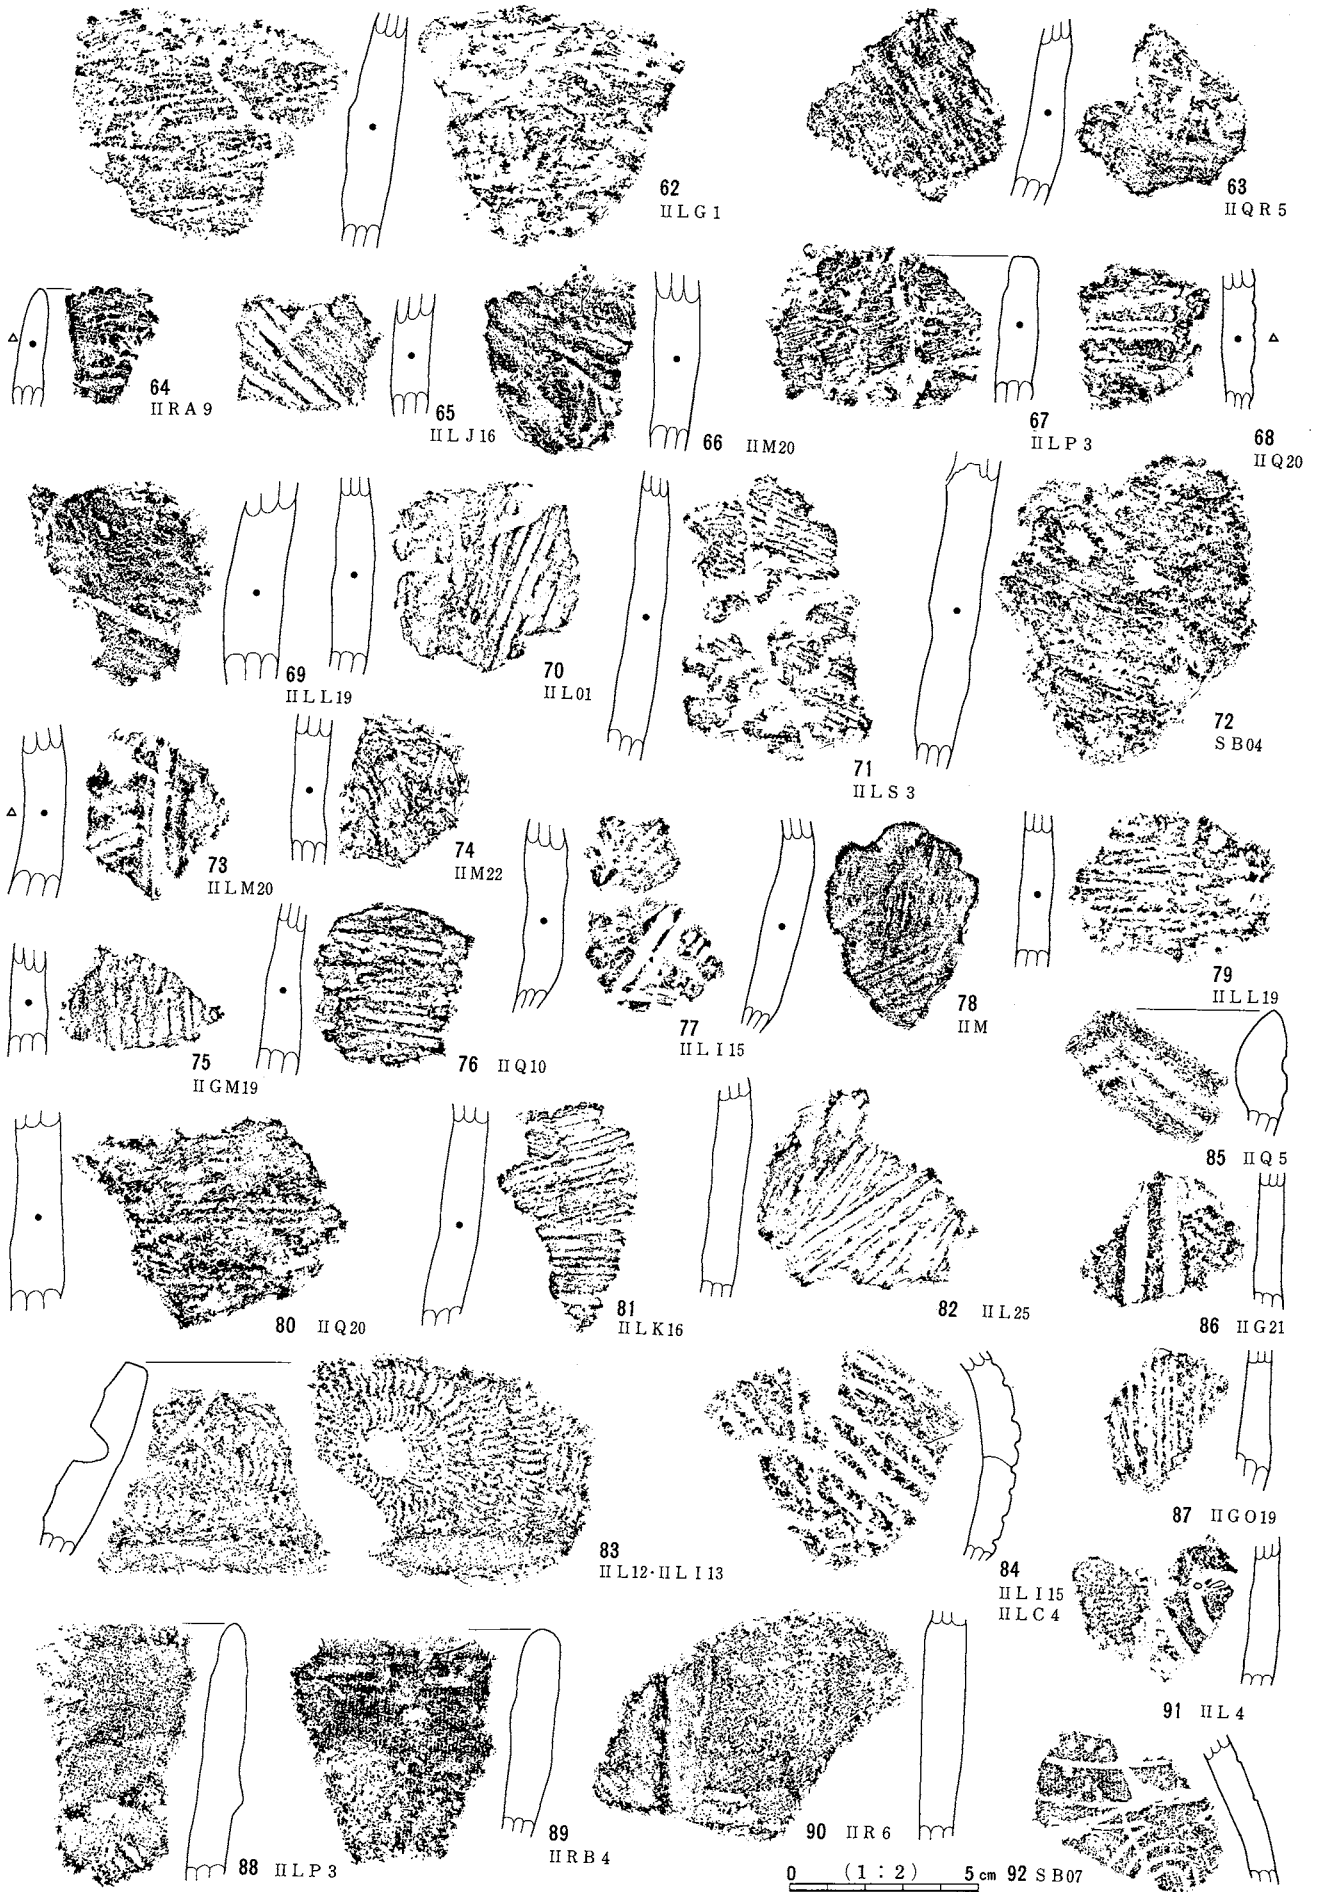 62
IILG1
63
IIQR5
64
IIRA9
65
IILJ16
66 IIM20
67
IILP3
68
IIQ20
69
IILL19
70
IIL01
71
IILS3
72
SB04
73
IILM20
74
IIM22
75
IIGM19
76 IIQ10
77
IILI15
78
IIM
79
IILL19
80 IIQ20
81
IILK16
82 IIL25
83
IIL12·IILI13
84
IILI15
IILC4
85 IIQ5
86 IIG21
87 IIGO19
88 IILP3
89
IIRB4
90 IIR6
91 IIL4
92 SB07
0 (1:2) 5cm